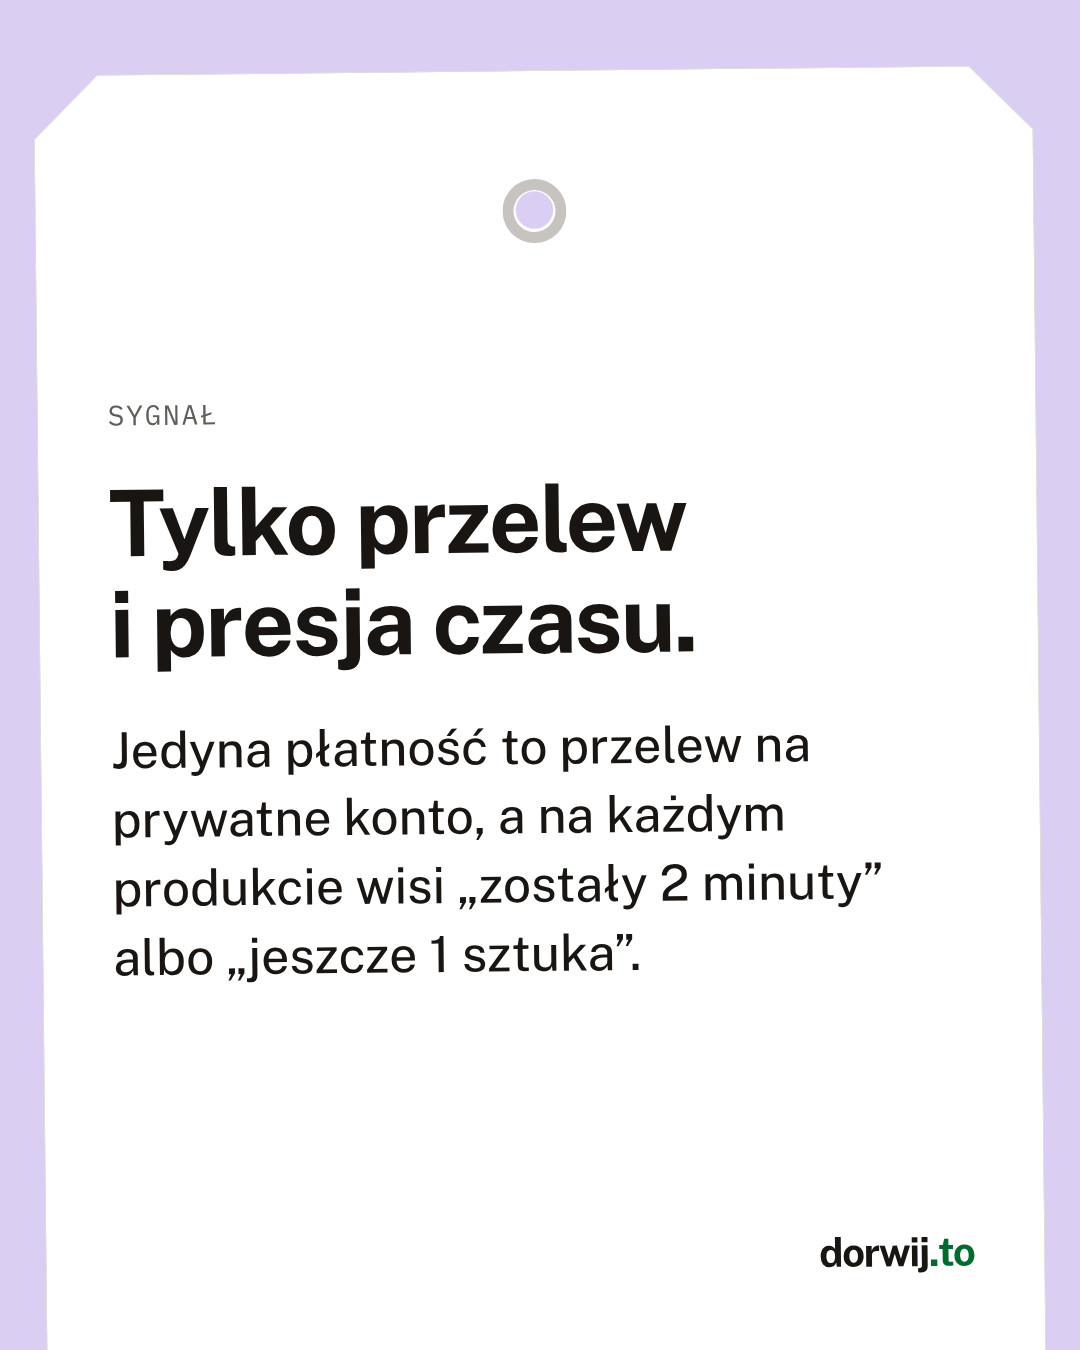 SYGNAŁ
Tylko przelew
i presja czasu.
Jedyna płatność to przelew na
prywatne konto, a na każdym
produkcie wisi „zostały 2 minuty”
albo „jeszcze 1 sztuka”.
dorwij.to